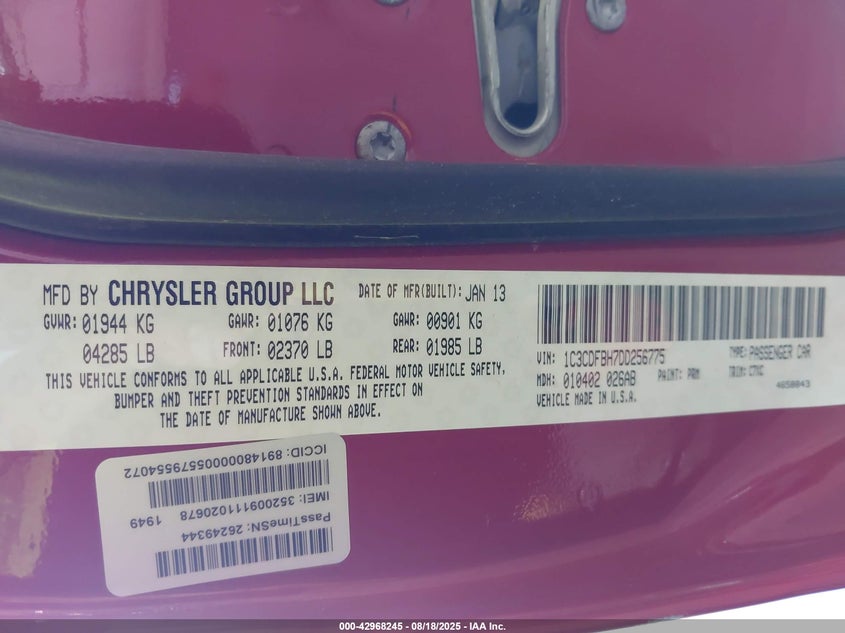 MFD BY CHRYSLER GROUP LLC
DATE OF MFR(BUILT): JAN 13
GVWR: 01944 KG
GAWR: 01076 KG
GAWR: 00901 KG
04285 LB
FRONT: 02370 LB
REAR: 01985 LB
THIS VEHICLE CONFORMS TO ALL APPLICABLE U.S.A. FEDERAL MOTOR VEHICLE SAFETY,
BUMPER AND THEFT PREVENTION STANDARDS IN EFFECT ON
THE DATE OF MANUFACTURE SHOWN ABOVE.
VIN: 1C3CDFBH7DD256775
TYPE: PASSENGER CAR
MDH: 010402 026AB
PAINT: PRM
TRIM: C7XC
VEHICLE MADE IN U.S.A.
4658843
PassTimeSN: 26249344
1949
IMEI: 352009111020678
ICCID: 891480000005579554072
000-42968245 - 08/18/2025 - IAA Inc.